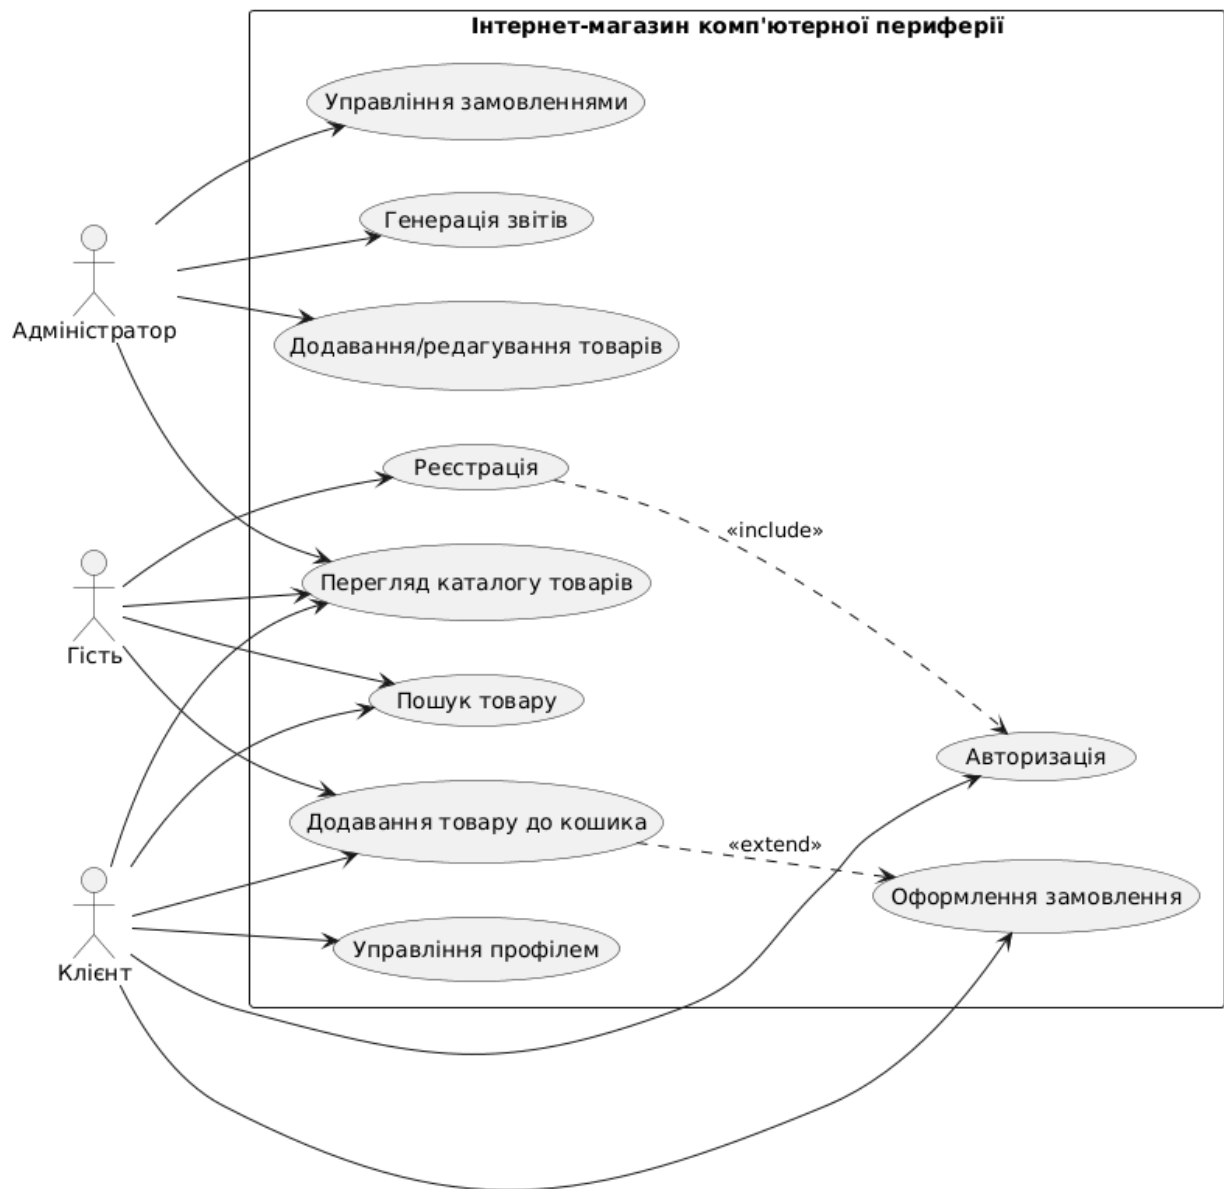 Інтернет-магазин комп'ютерної периферії
Управління замовленнями
Генерація звітів
Адміністратор
Додавання/редагування товарів
Реєстрація
«include»
Перегляд каталогу товарів
Гість
Пошук товару
Авторизація
Додавання товару до кошика
«extend»
Оформлення замовлення
Управління профілем
Клієнт